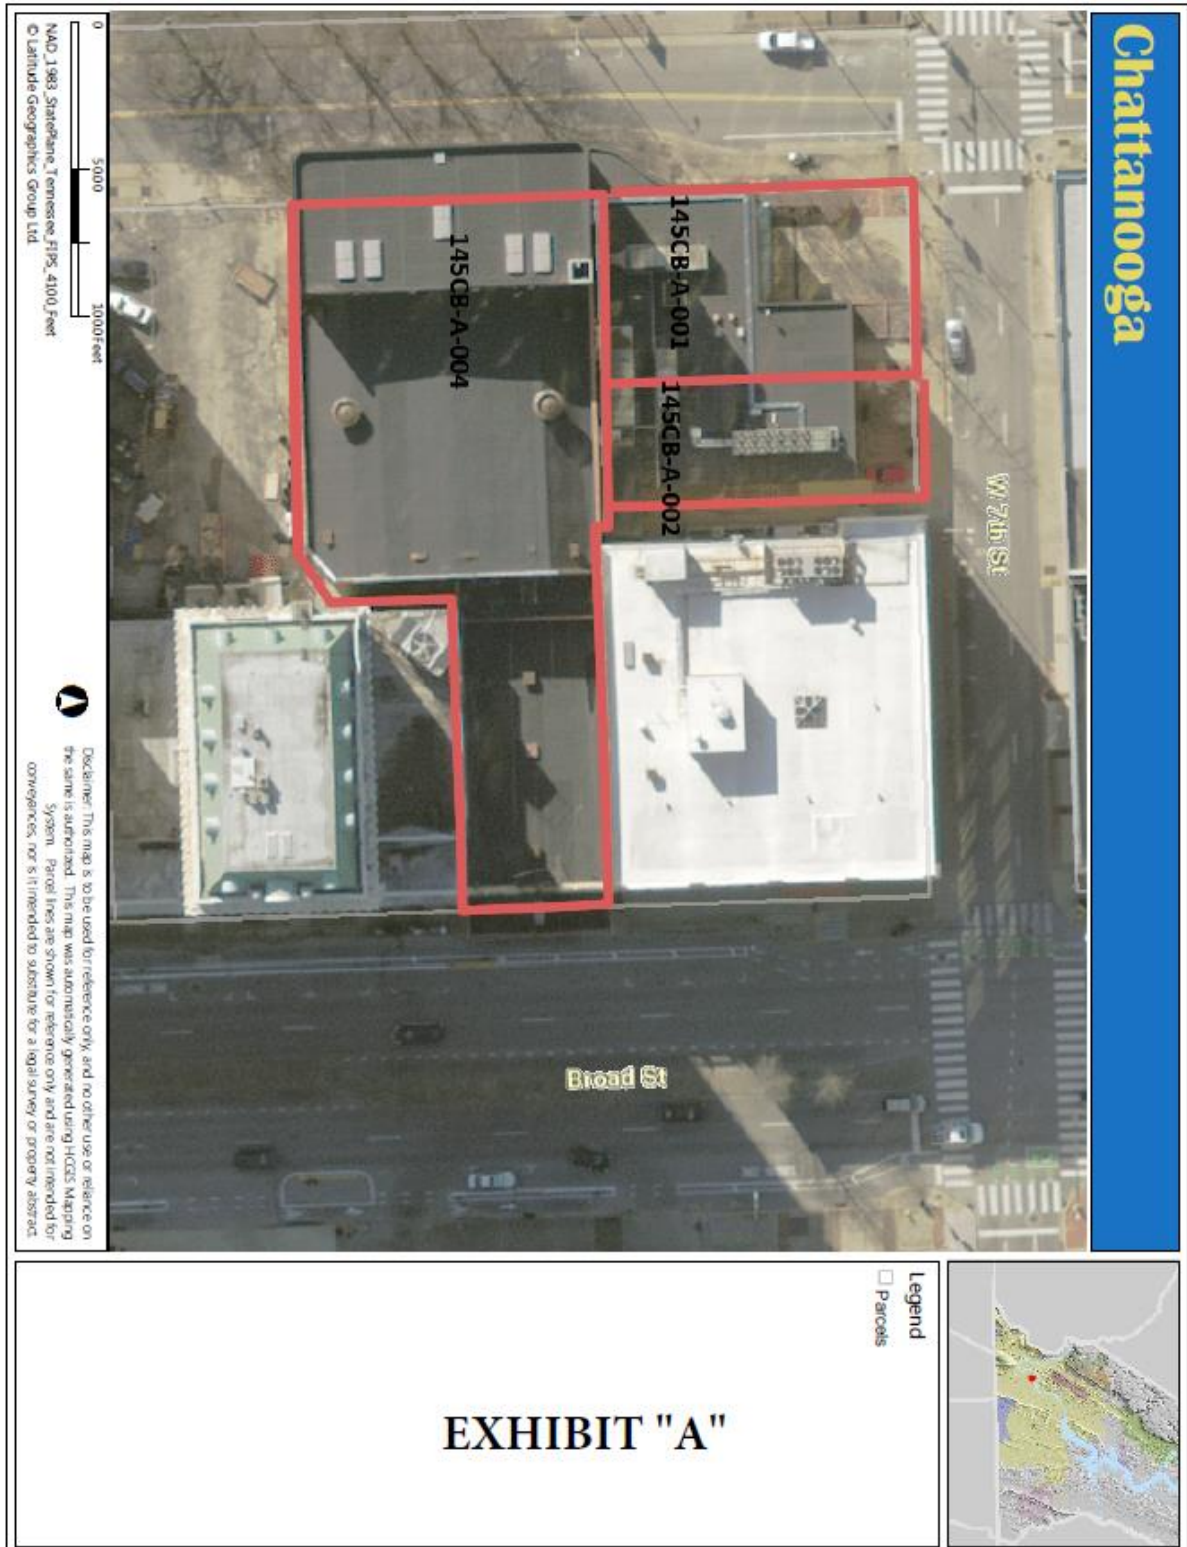 Chattanooga
W 7th St
145CB-A-001
145CB-A-002
145CB-A-004
Broad St
Legend
Parcels
EXHIBIT "A"
0
50.00
100.0 Feet
NAD_1983_StatePlane_Tennessee_FIPS_4100_Feet
© Latitude Geographics Group Ltd.
Disclaimer: This map is to be used for reference only, and no other use or reliance on
the same is authorized. This map was automatically generated using HCGIS Mapping
System. Parcel lines are shown for reference only and are not intended for
conveyances, nor is it intended to substitute for a legal survey or property abstract.